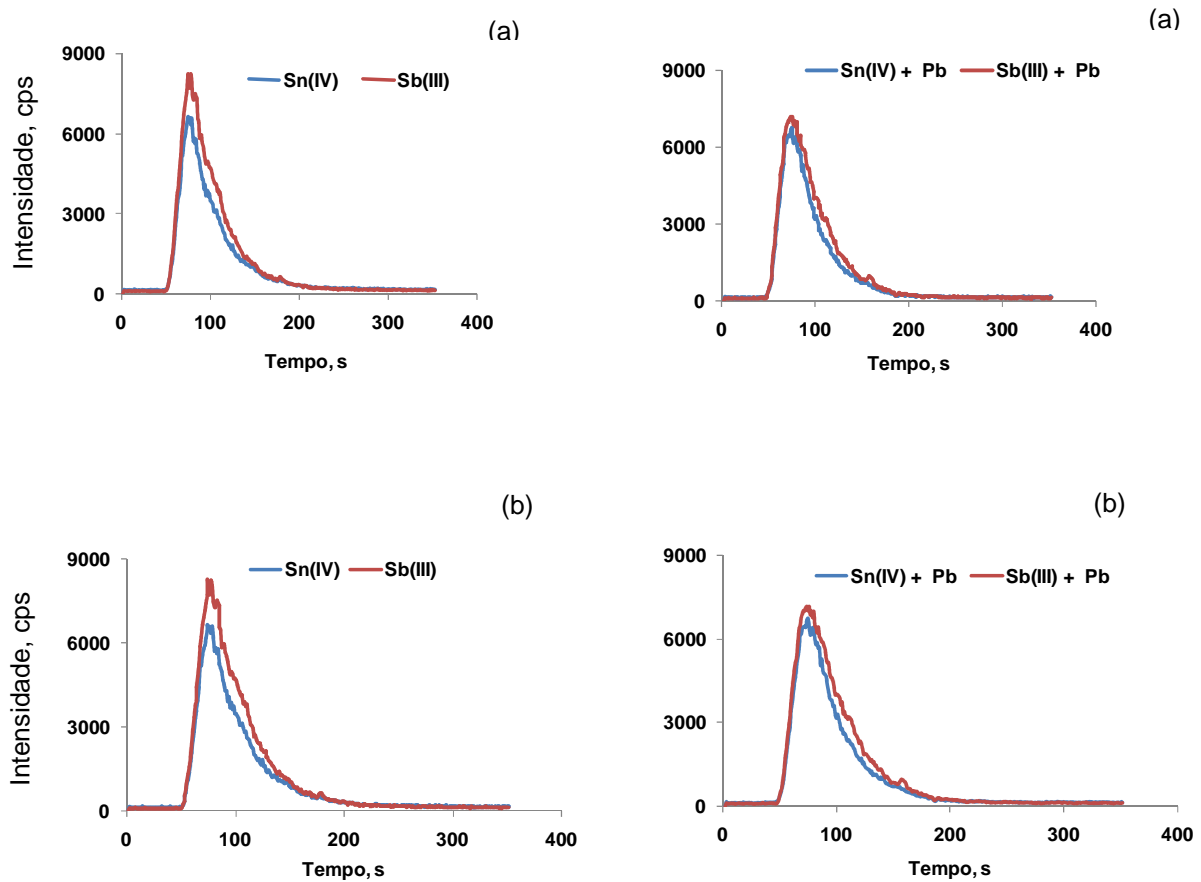 (a)
9000
6000
3000
0
Intensidade, cps
Sn(IV) Sb(III)
0 100 200 300 400
Tempo, s
(a)
9000
6000
3000
0
Sn(IV) + Pb Sb(III) + Pb
0 100 200 300 400
Tempo, s
(b)
9000
6000
3000
0
Intensidade, cps
Sn(IV) Sb(III)
0 100 200 300 400
Tempo, s
(b)
9000
6000
3000
0
Sn(IV) + Pb Sb(III) + Pb
0 100 200 300 400
Tempo, s